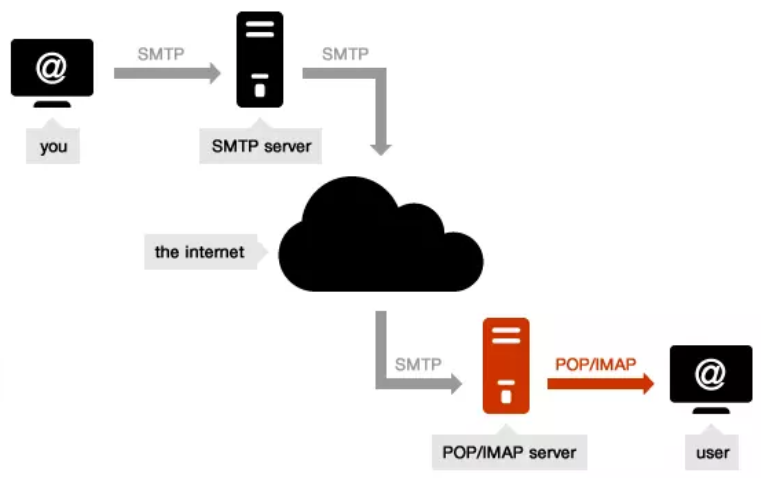 SMTP
SMTP
@
you
SMTP server
the internet
SMTP
POP/IMAP
@
POP/IMAP server
user